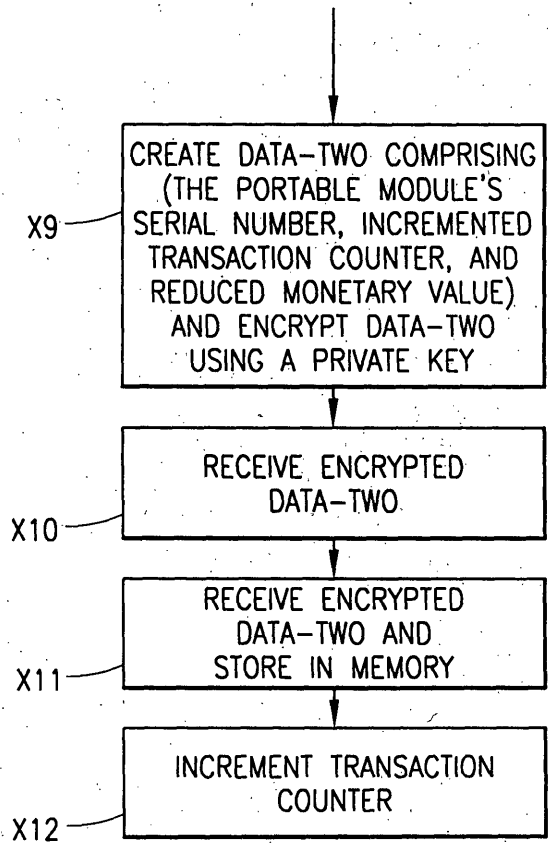 CREATE DATA-TWO COMPRISING
(THE PORTABLE MODULE'S
SERIAL NUMBER, INCREMENTED
TRANSACTION COUNTER, AND
REDUCED MONETARY VALUE)
AND ENCRYPT DATA-TWO
USING A PRIVATE KEY
X9
RECEIVE ENCRYPTED
DATA-TWO
X10
RECEIVE ENCRYPTED
DATA-TWO AND
STORE IN MEMORY
X11
INCREMENT TRANSACTION
COUNTER
X12